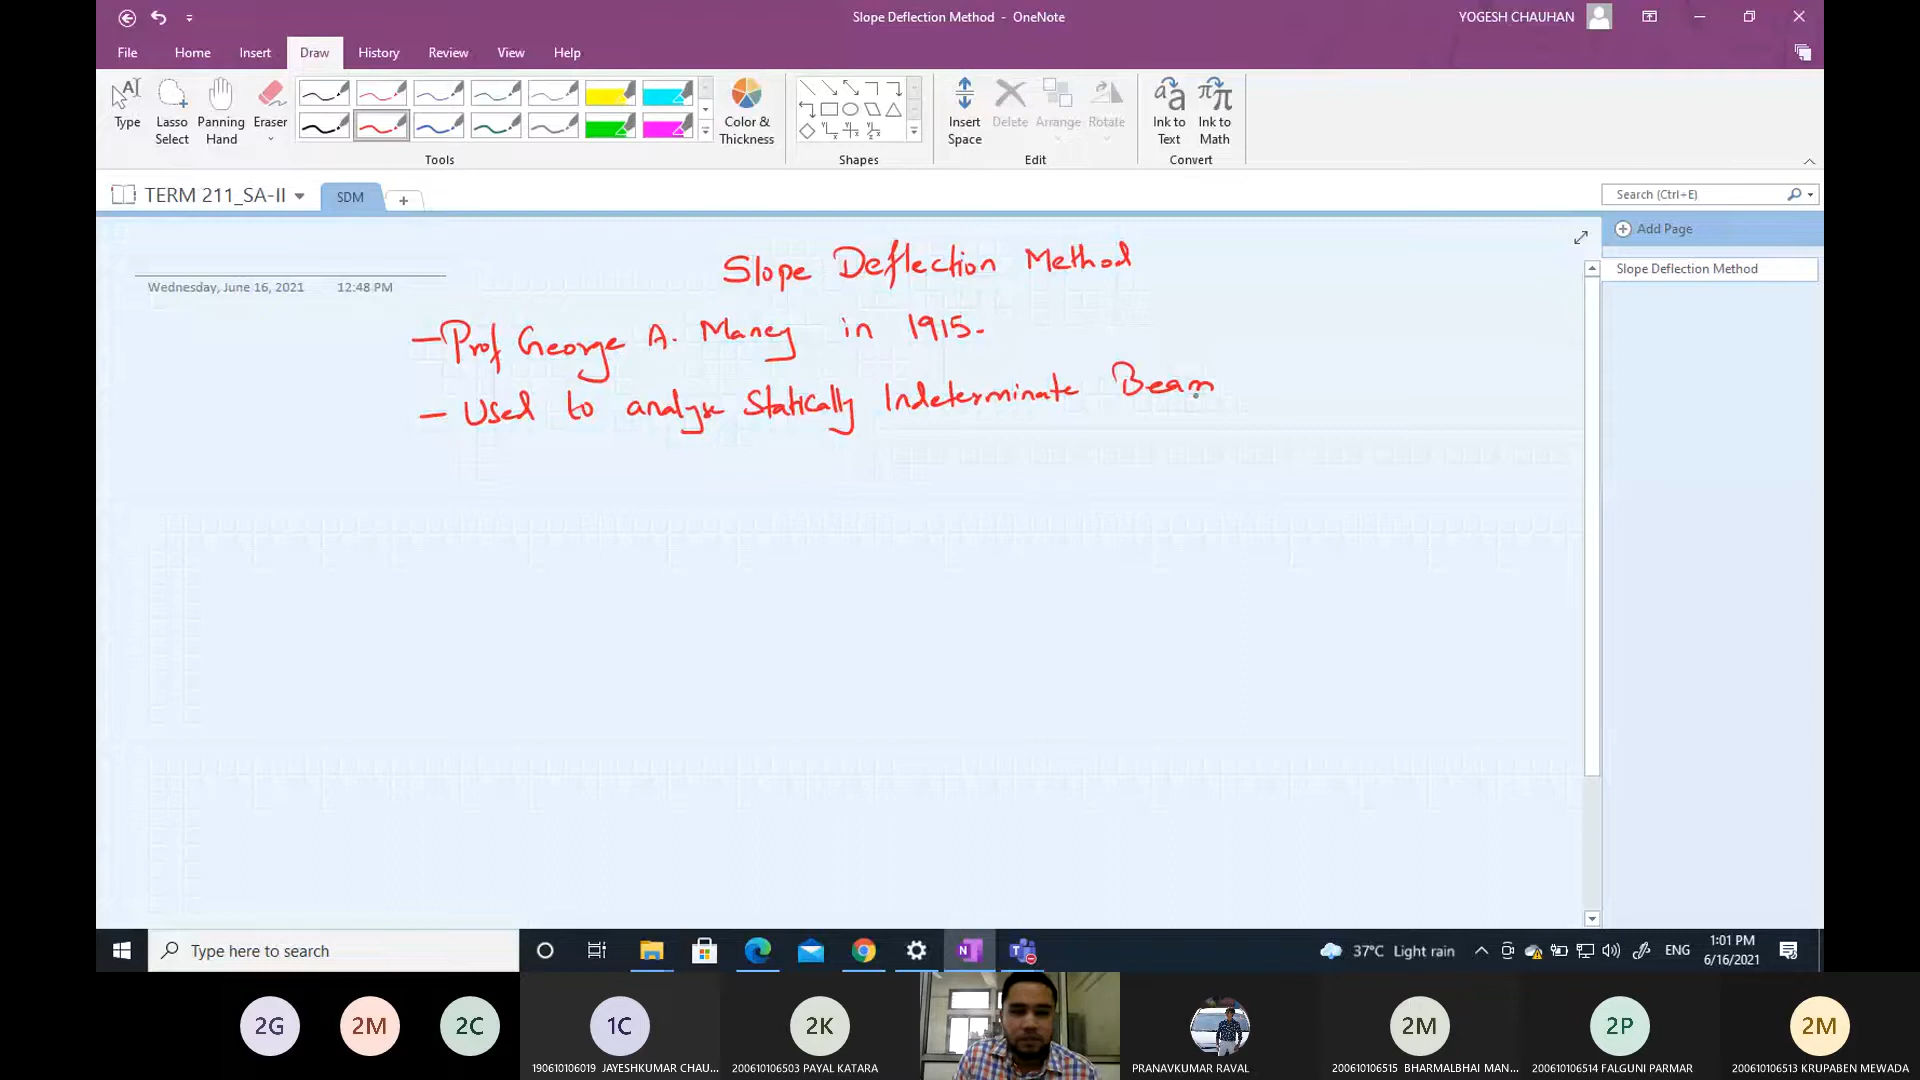 Slope Deflection Method - OneNote
YOGESH CHAUHAN
File Home Insert Draw History Review View Help
Type
Lasso Select
Panning Hand
Eraser
Color & Thickness
Insert Space
Delete
Arrange
Rotate
Ink to Text
Ink to Math
Tools
Shapes
Edit
Convert
TERM 211_SA-II
SDM
Search (Ctrl+E)
Add Page
Slope Deflection Method
Wednesday, June 16, 2021 12:48 PM
Slope Deflection Method
- Prof George A. Maney in 1915.
- Used to analyse Statically Indeterminate Beam
Type here to search
37°C Light rain
ENG
1:01 PM
6/16/2021
2G
2M
2C
1C
2K
2M
2P
2M
190610106019 JAYESHKUMAR CHAU...
200610106503 PAYAL KATARA
PRANAVKUMAR RAVAL
200610106515 BHARMALBHAI MAN...
200610106514 FALGUNI PARMAR
200610106513 KRUPABEN MEWADA